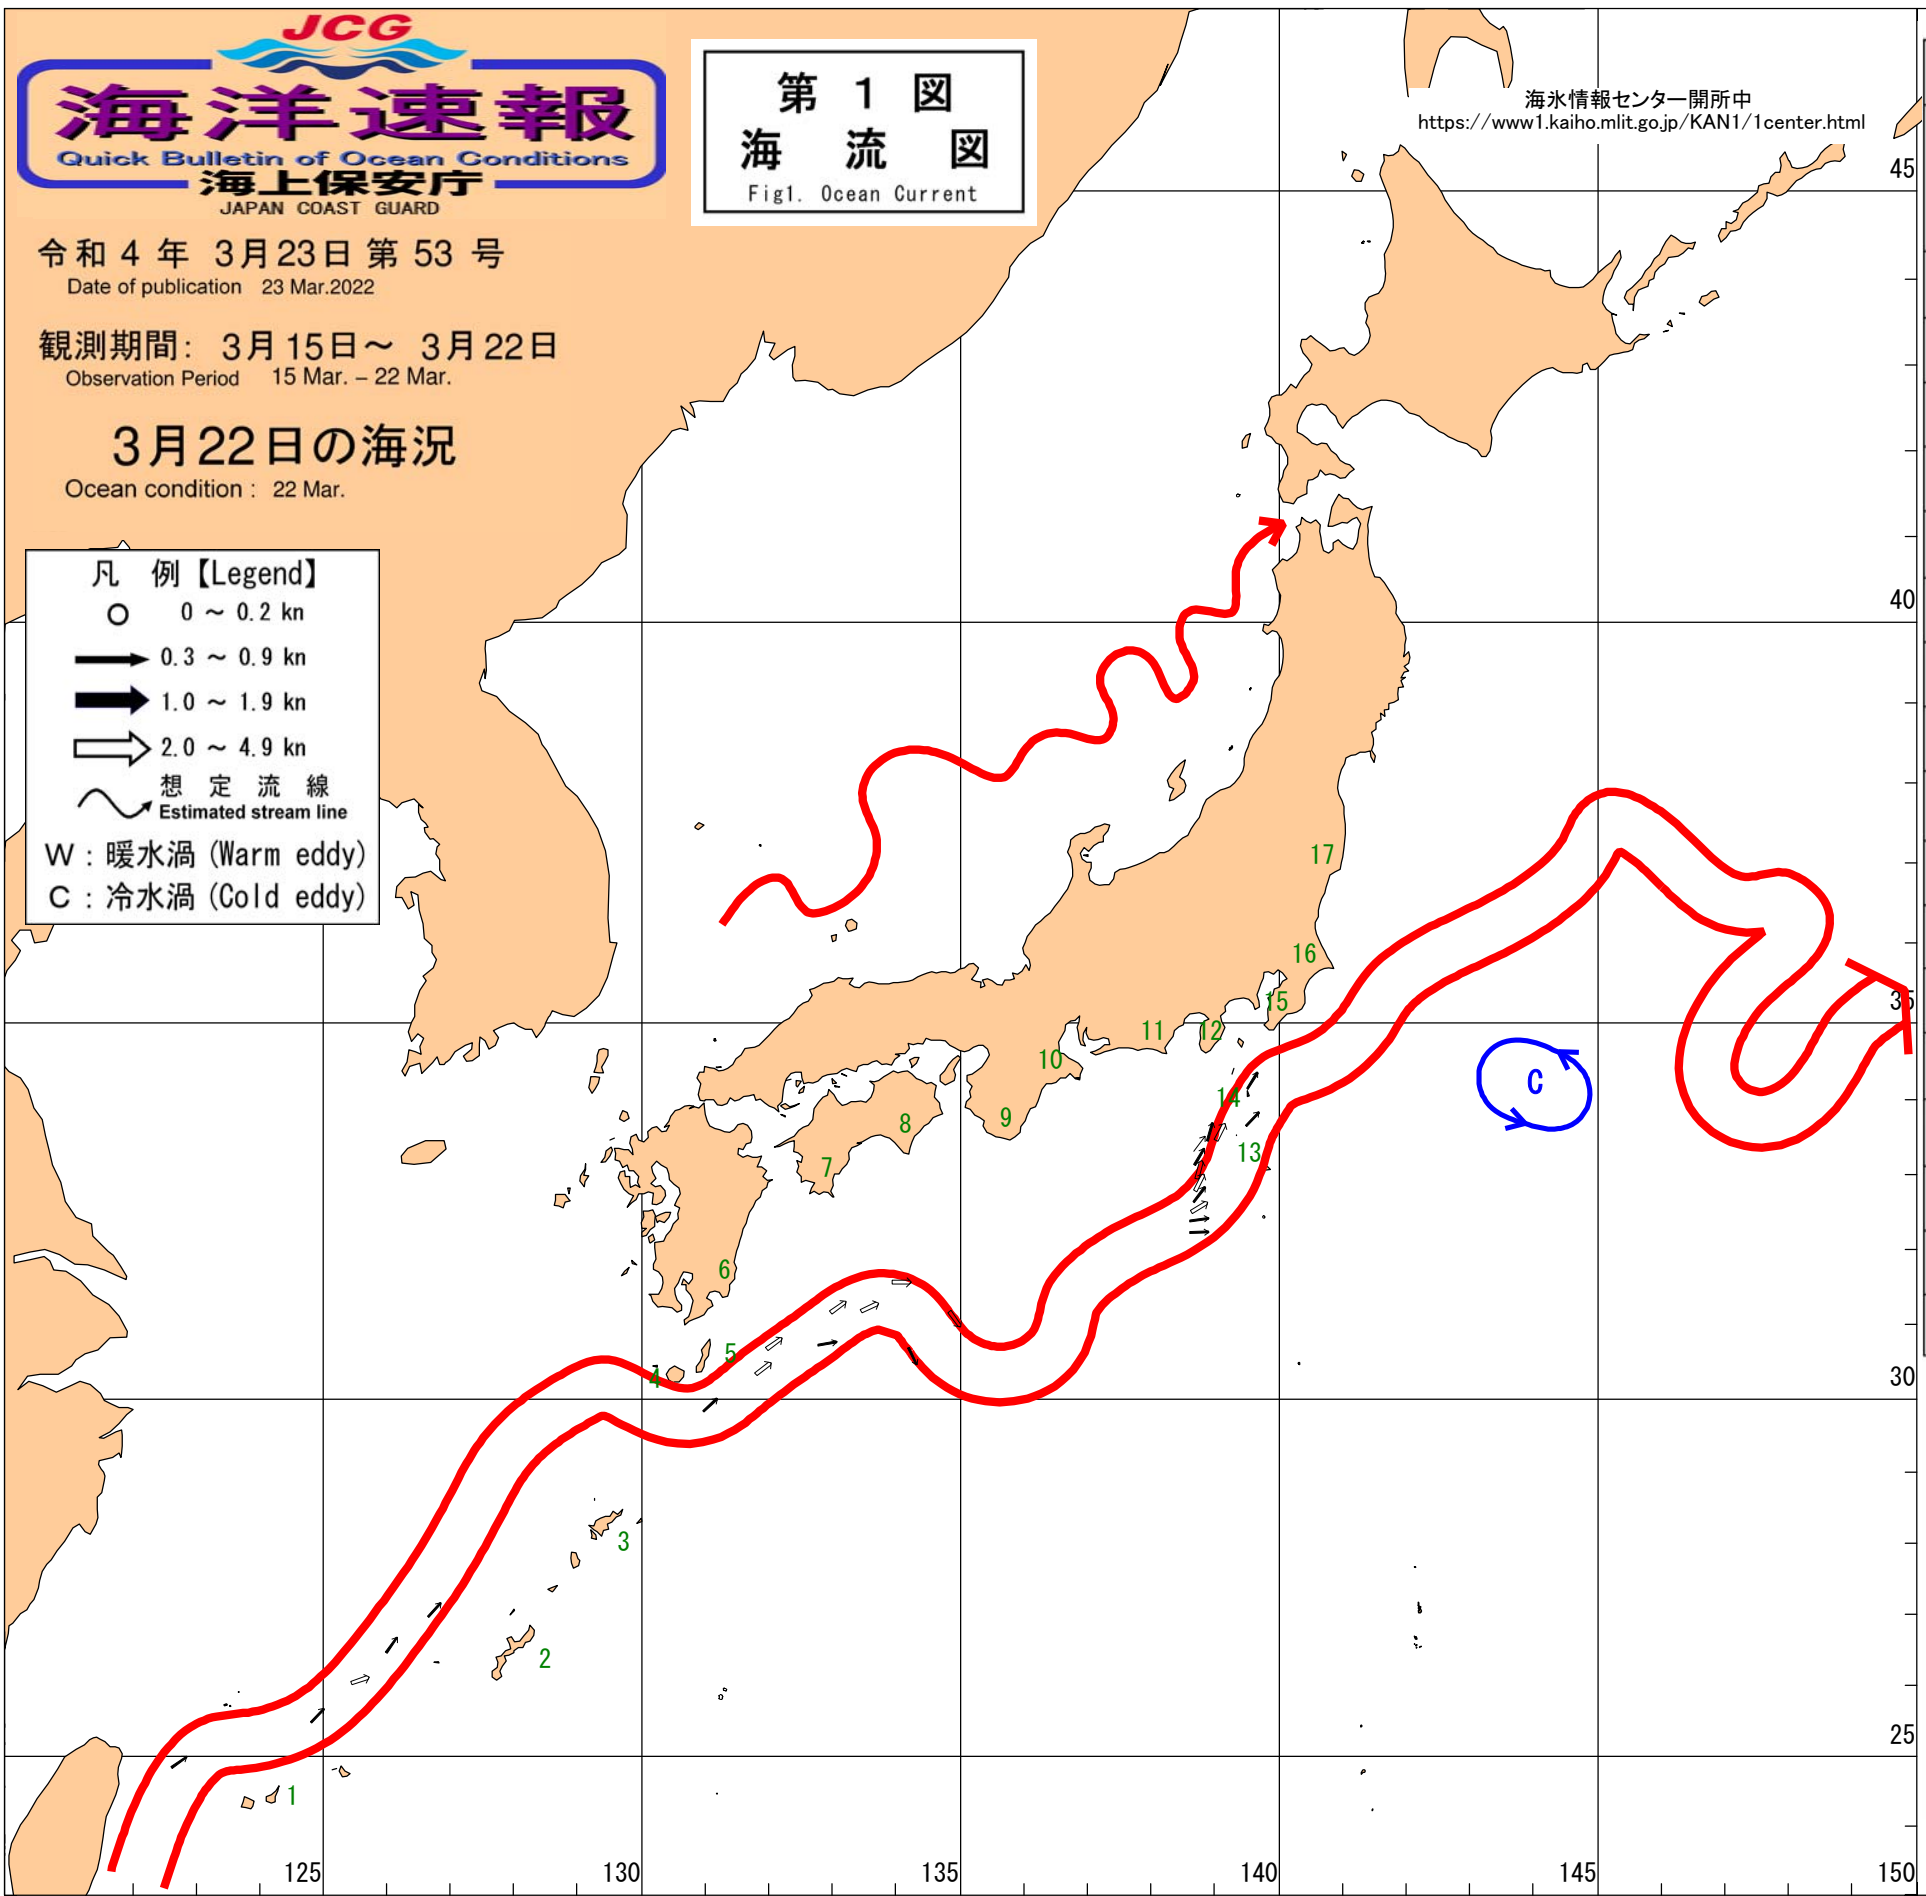 JCG
海洋速報
Quick Bulletin of Ocean Conditions
海上保安庁
JAPAN COAST GUARD
第 1 図
海 流 図
Fig1. Ocean Current
海氷情報センター開所中
https://www1.kaiho.mlit.go.jp/KAN1/1center.html
令和 4 年 3月23日 第 53 号
Date of publication 23 Mar.2022
観測期間: 3月15日~ 3月22日
Observation Period 15 Mar. – 22 Mar.
3月22日の海況
Ocean condition : 22 Mar.
凡 例【Legend】
0 ~ 0.2 kn
0.3 ~ 0.9 kn
1.0 ~ 1.9 kn
2.0 ~ 4.9 kn
想 定 流 線
Estimated stream line
W : 暖水渦 (Warm eddy)
C : 冷水渦 (Cold eddy)
45
40
35
30
25
17
16
15
12
11
10
14
13
9
8
7
6
5
4
3
2
1
C
125
130
135
140
145
150